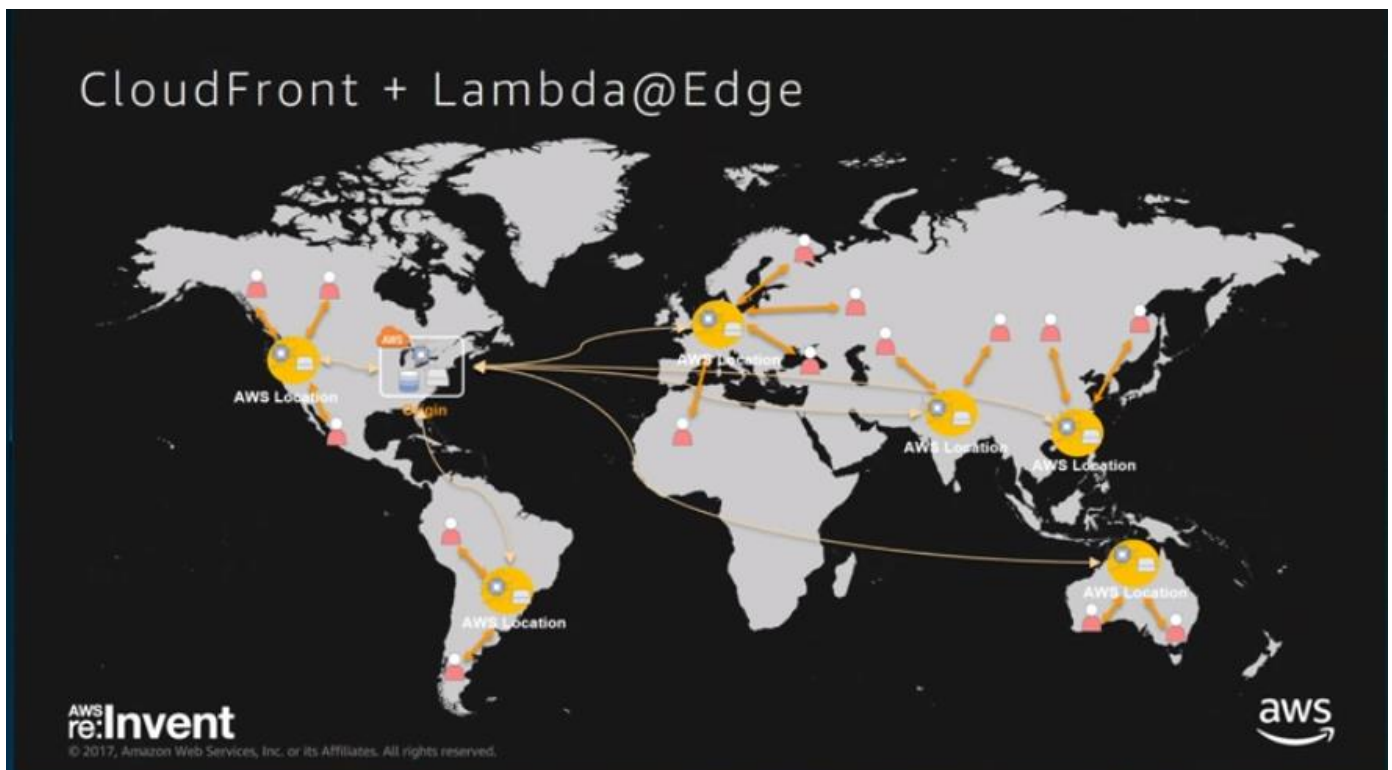 CloudFront + Lambda@Edge
AWS
AWS Location
Origin
AWS Location
AWS Location
AWS Location
AWS Location
AWS Location
AWS
re:Invent
© 2017, Amazon Web Services, Inc. or its Affiliates. All rights reserved.
aws